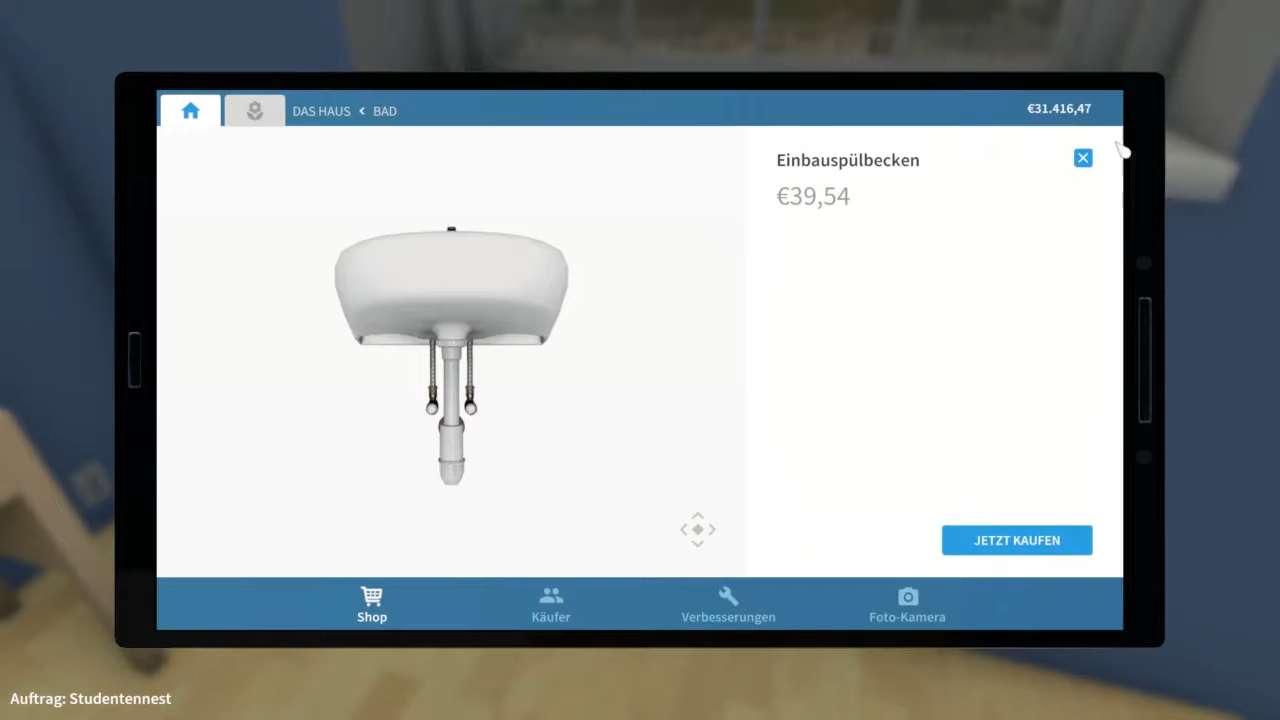 DAS HAUS < BAD
€31.416,47
Einbauspülbecken
€39,54
JETZT KAUFEN
Shop
Käufer
Verbesserungen
Foto-Kamera
Auftrag: Studentennest